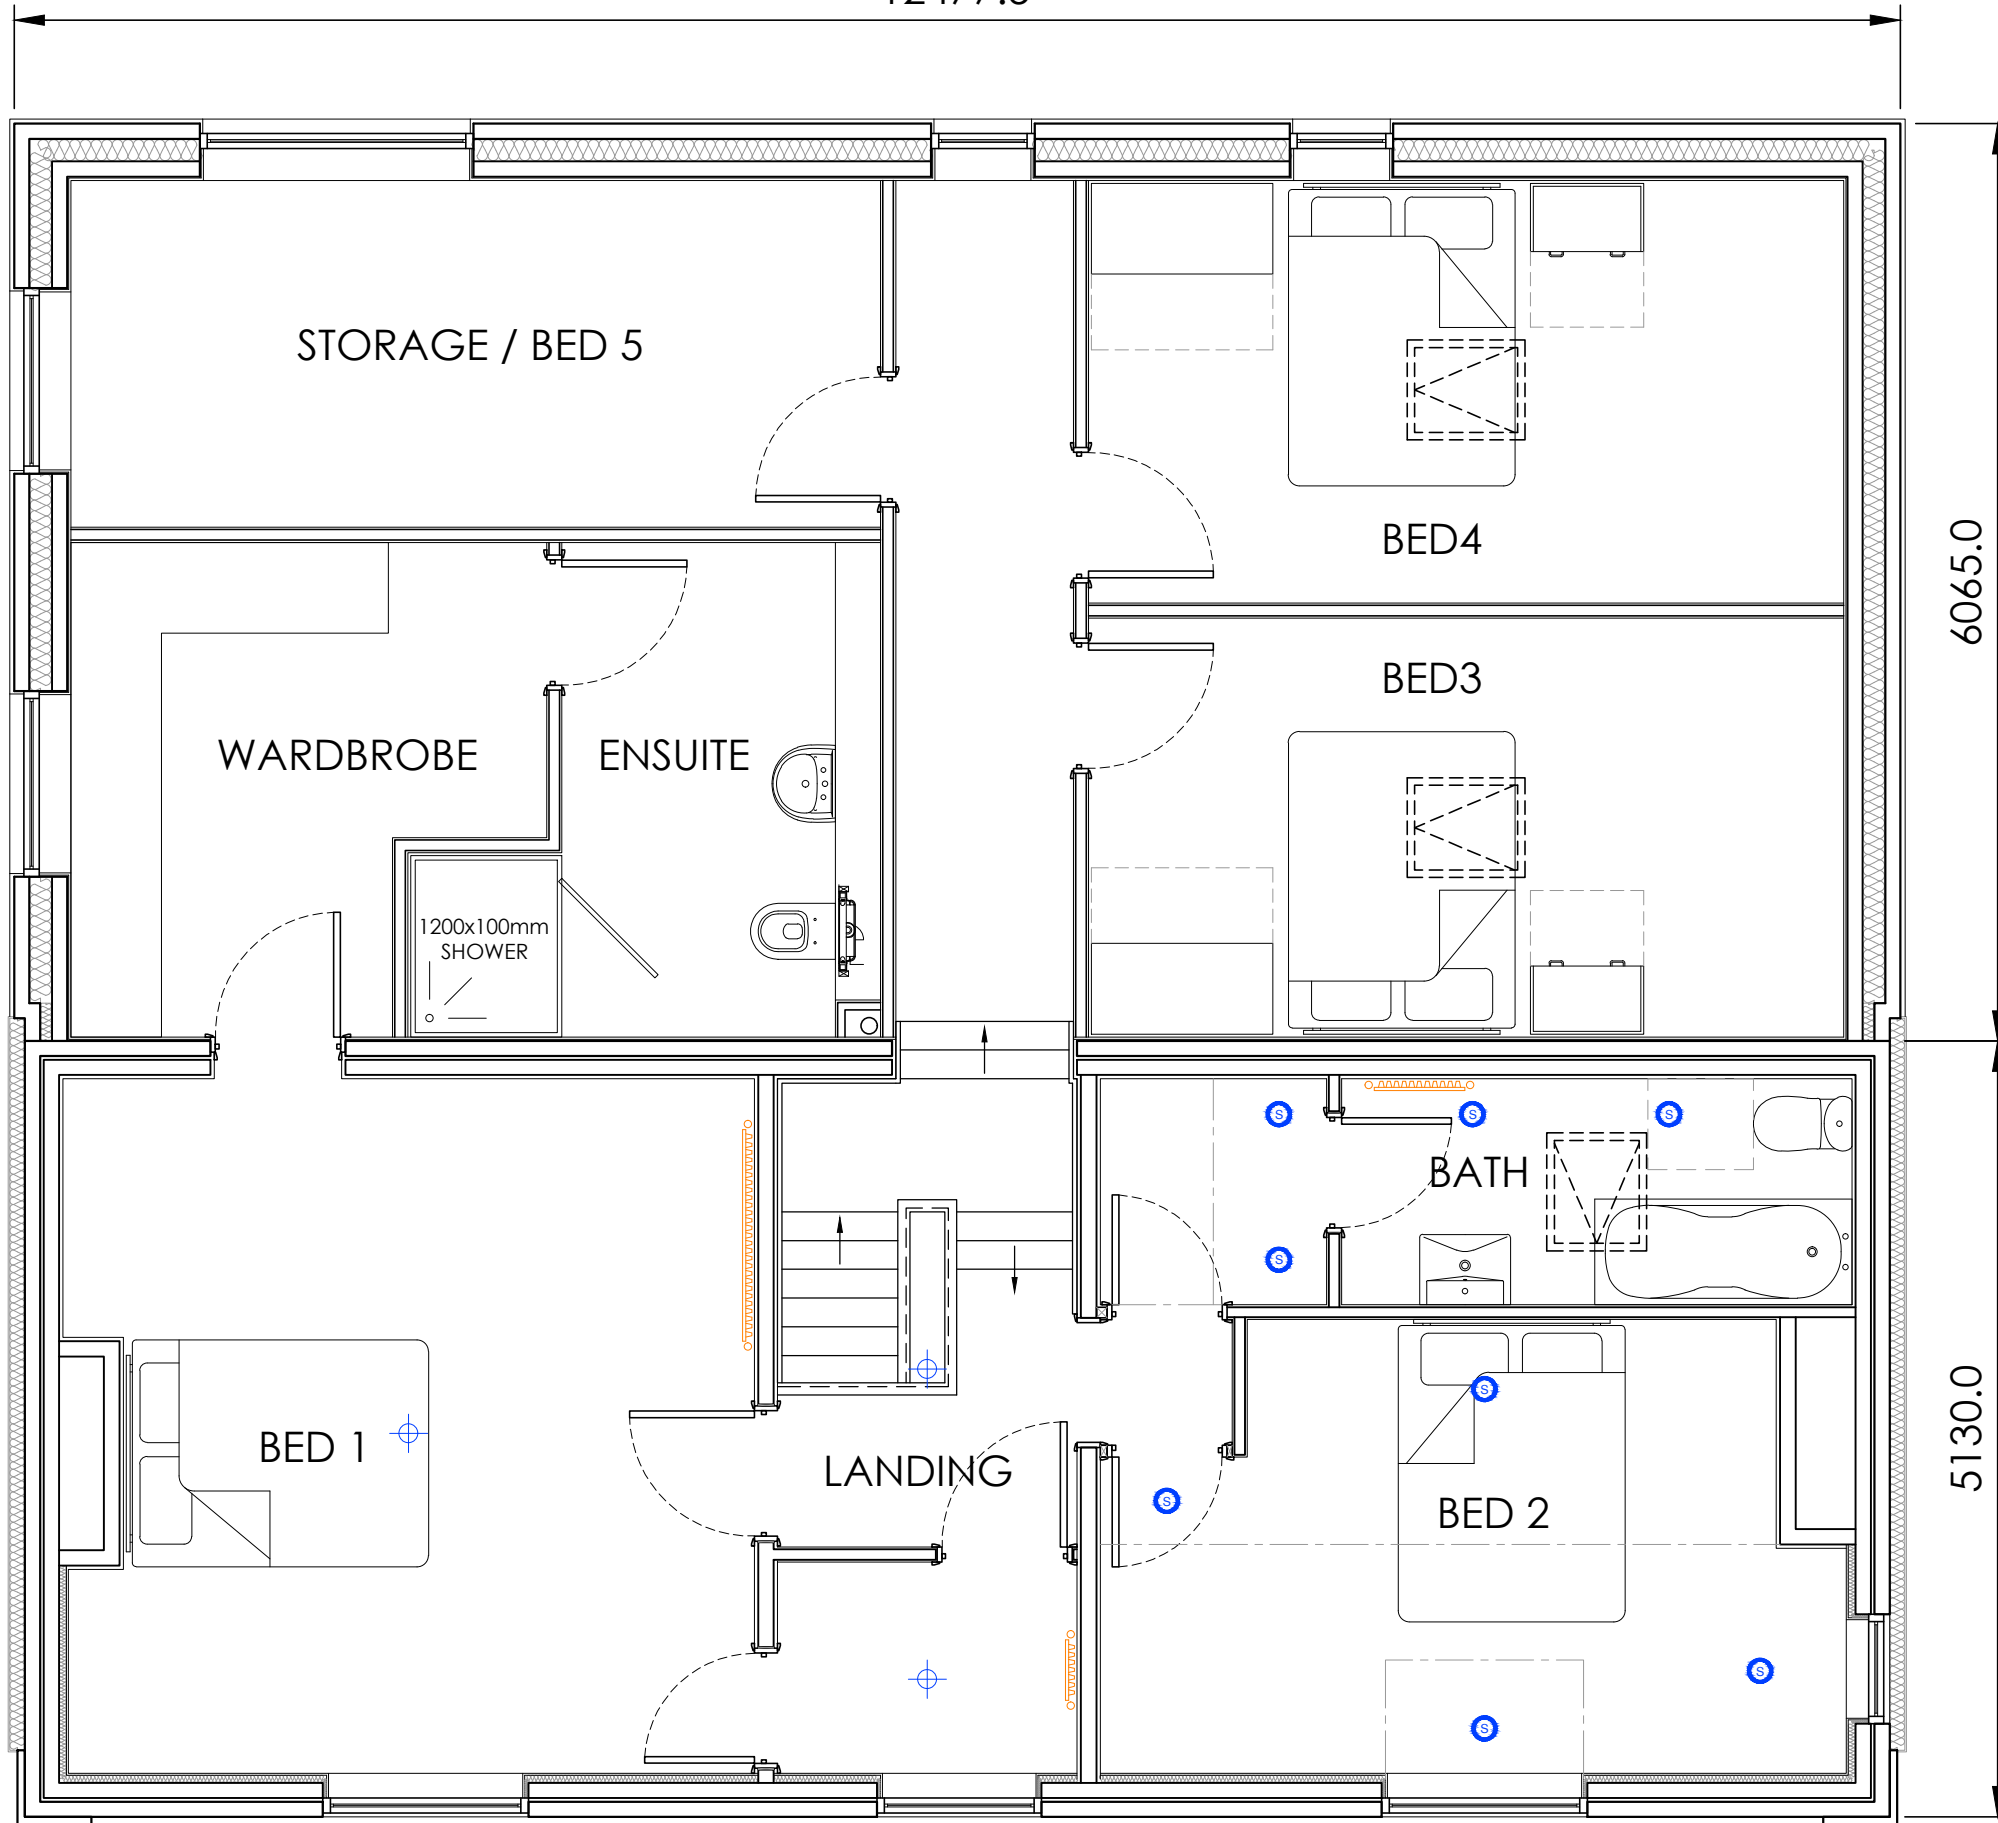 STORAGE / BED 5
BED4
6065.0
BED3
WARDBROBE
ENSUITE
1200x100mm
SHOWER
S
S
S
BATH
S
5130.0
S
BED 1
LANDING
S
BED 2
S
S